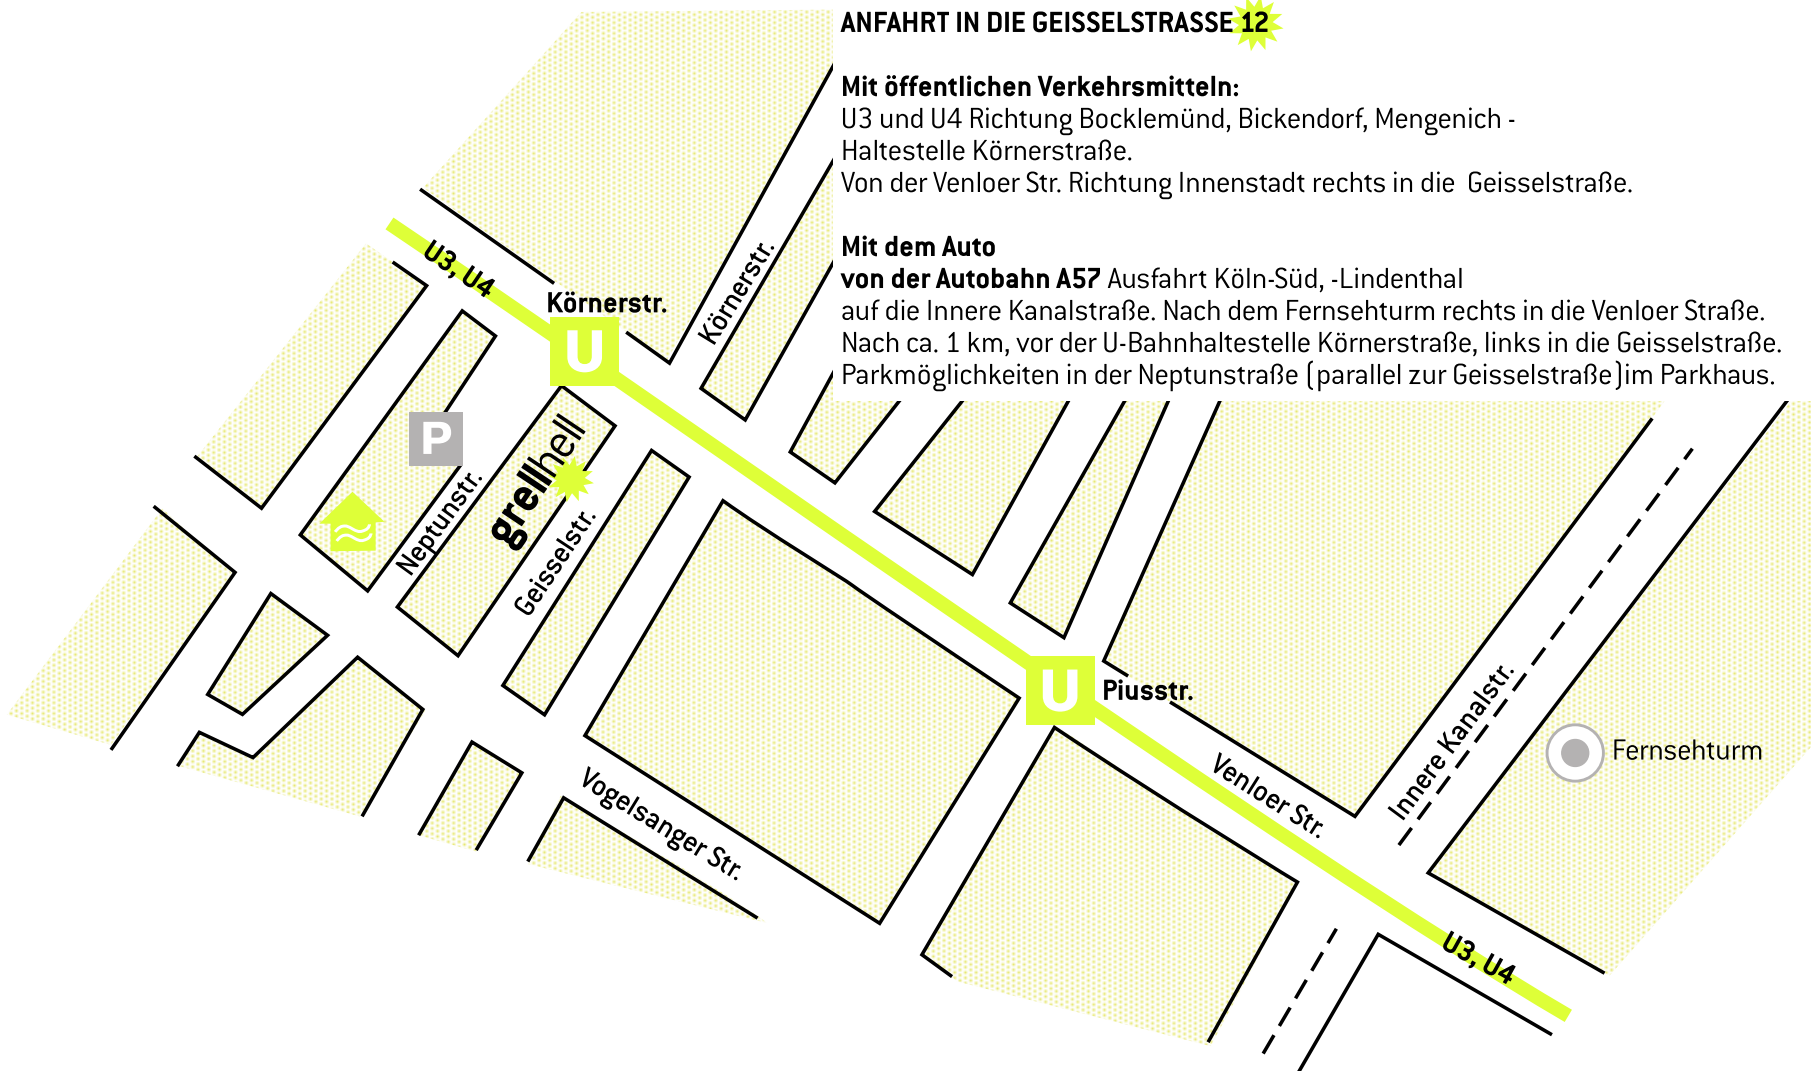 ANFAHRT IN DIE GEISSELSTRASSE 12
Mit öffentlichen Verkehrsmitteln:
U3 und U4 Richtung Bocklemünd, Bickendorf, Mengenich -
Haltestelle Körnerstraße.
Von der Venloer Str. Richtung Innenstadt rechts in die  Geisselstraße.
Mit dem Auto
von der Autobahn A57 Ausfahrt Köln-Süd, -Lindenthal
auf die Innere Kanalstraße. Nach dem Fernsehturm rechts in die Venloer Straße.
Nach ca. 1 km, vor der U-Bahnhaltestelle Körnerstraße, links in die Geisselstraße.
Parkmöglichkeiten in der Neptunstraße (parallel zur Geisselstraße)im Parkhaus.
U3, U4
Körnerstr.
U
Körnerstr.
P
Neptunstr.
grellhell
Geisselstr.
U
Piusstr.
Innere Kanalstr.
Fernsehturm
Venloer Str.
Vogelsanger Str.
U3, U4